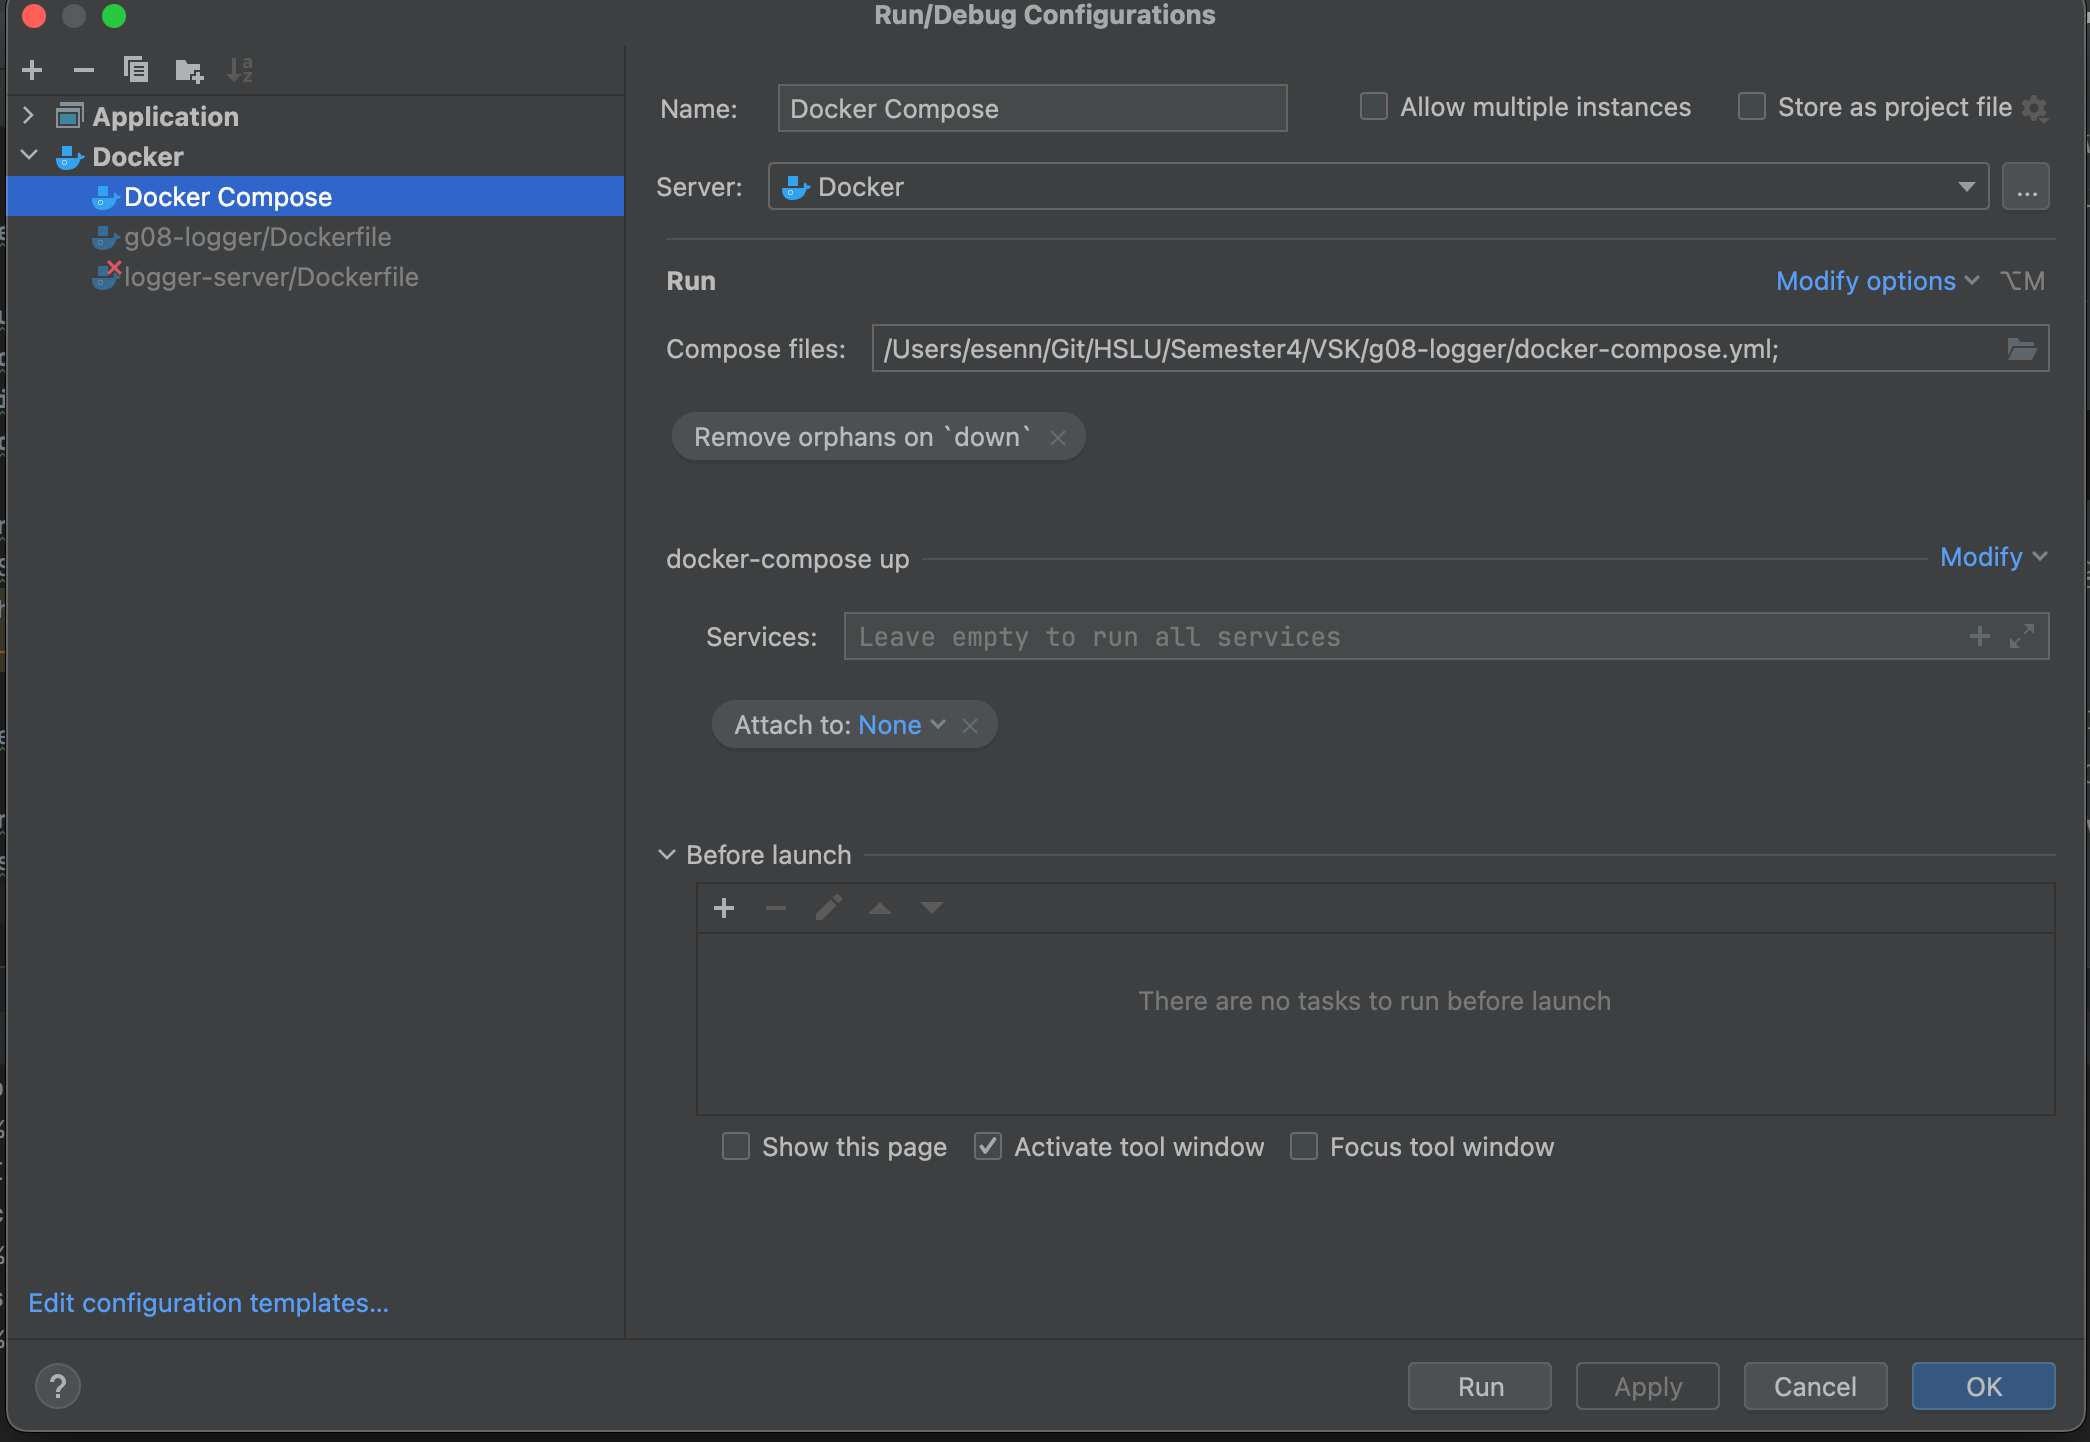 Run/Debug Configurations
Application
Docker
Docker Compose
g08-logger/Dockerfile
logger-server/Dockerfile
Edit configuration templates...
Name: Docker Compose Allow multiple instances Store as project file
Server: Docker ...
Run Modify options ⌥M
Compose files: /Users/esenn/Git/HSLU/Semester4/VSK/g08-logger/docker-compose.yml;
Remove orphans on `down`
docker-compose up Modify
Services: Leave empty to run all services
Attach to: None
Before launch
There are no tasks to run before launch
Show this page Activate tool window Focus tool window
? Run Apply Cancel OK